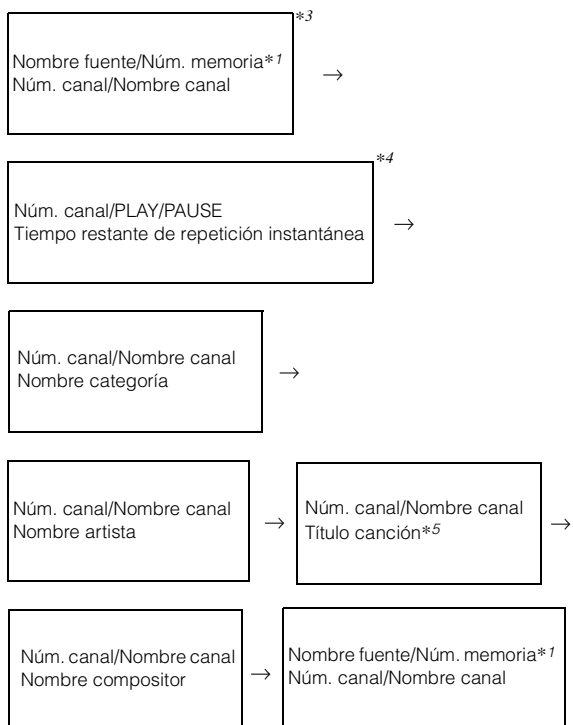 *3
Nombre fuente/Núm. memoria*1
Núm. canal/Nombre canal
→
*4
Núm. canal/PLAY/PAUSE
Tiempo restante de repetición instantánea
→
Núm. canal/Nombre canal
Nombre categoría
→
Núm. canal/Nombre canal
Nombre artista
→
Núm. canal/Nombre canal
Título canción*5
→
Núm. canal/Nombre canal
Nombre compositor
→
Nombre fuente/Núm. memoria*1
Núm. canal/Nombre canal